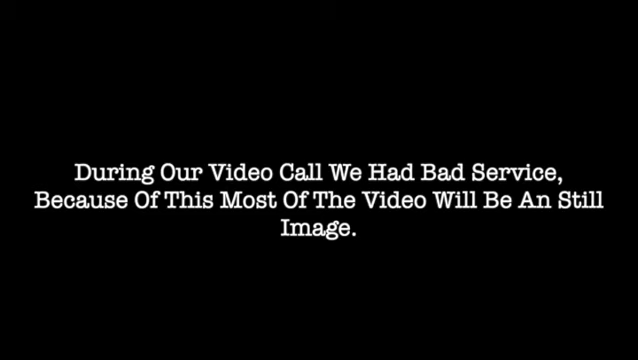 During Our Video Call We Had Bad Service,
Because Of This Most Of The Video Will Be An Still
Image.